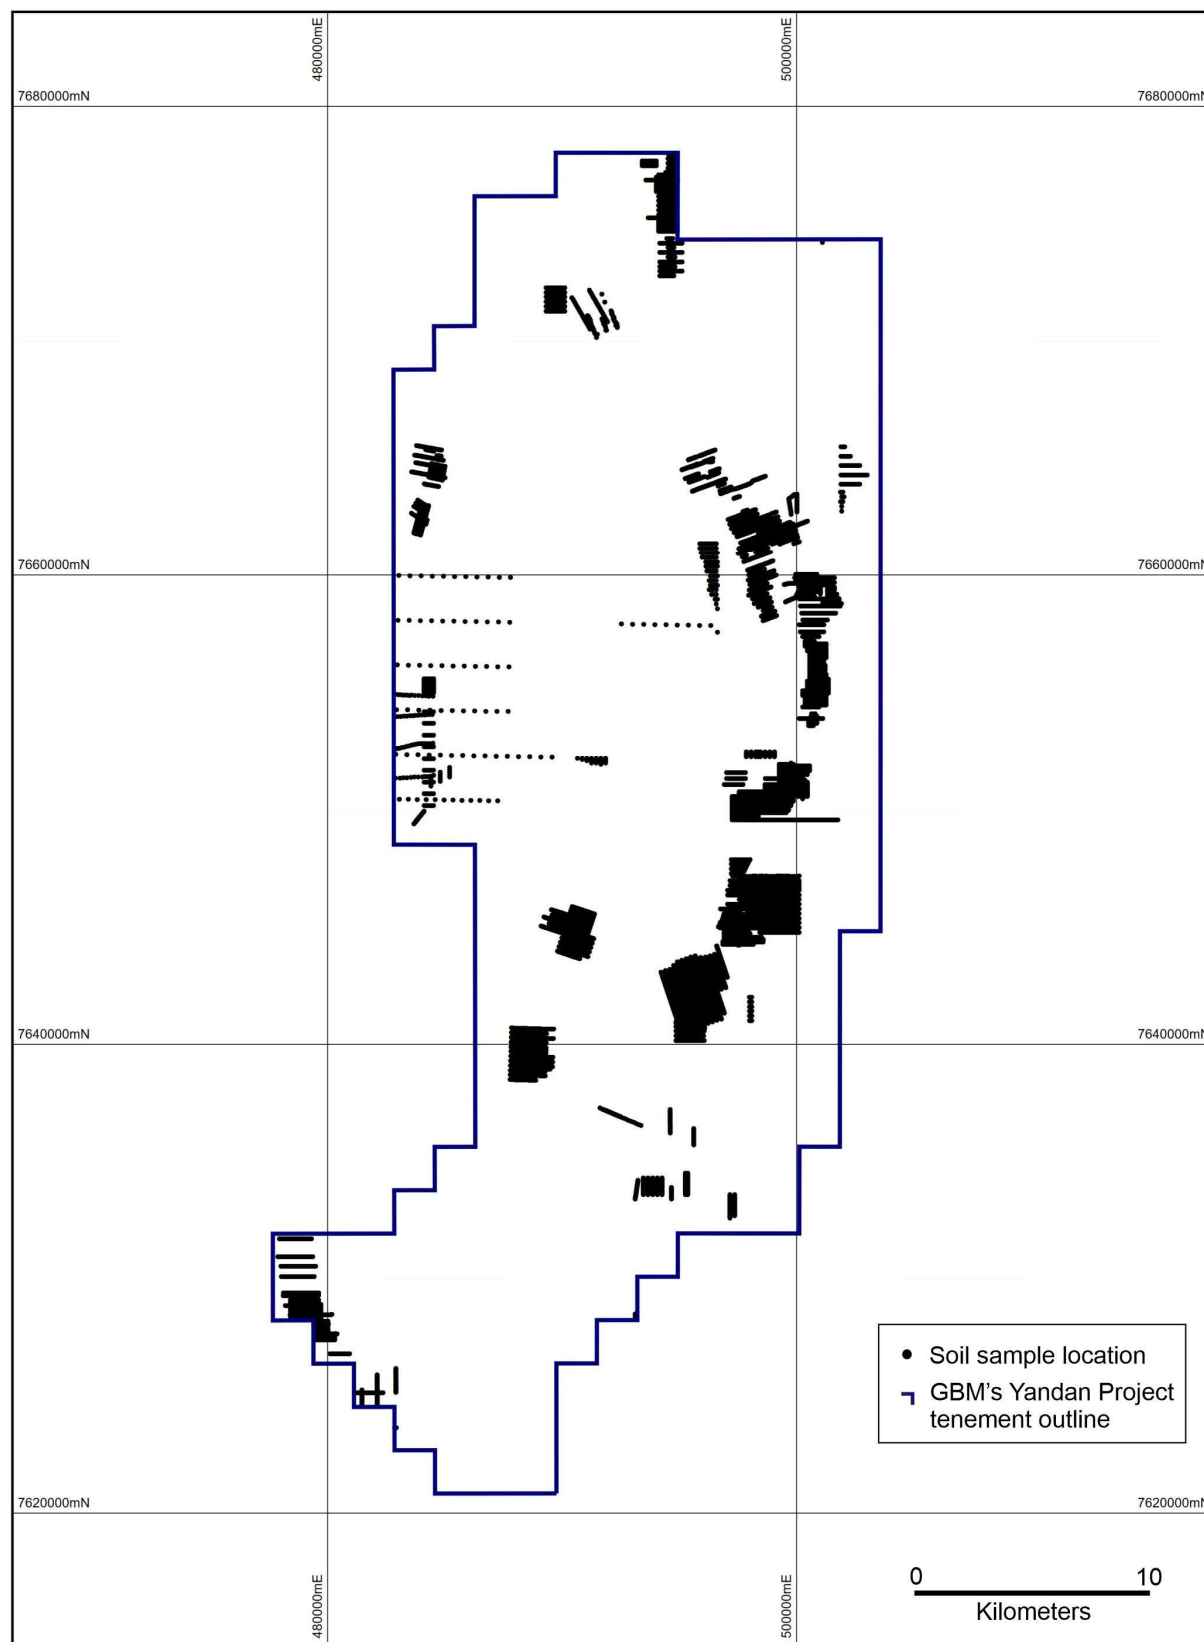 480000mE
500000mE
7680000mN
7680000mN
7660000mN
7660000mN
7640000mN
7640000mN
Soil sample location
GBM's Yandan Project
tenement outline
7620000mN
7620000mN
480000mE
500000mE
0
10
Kilometers